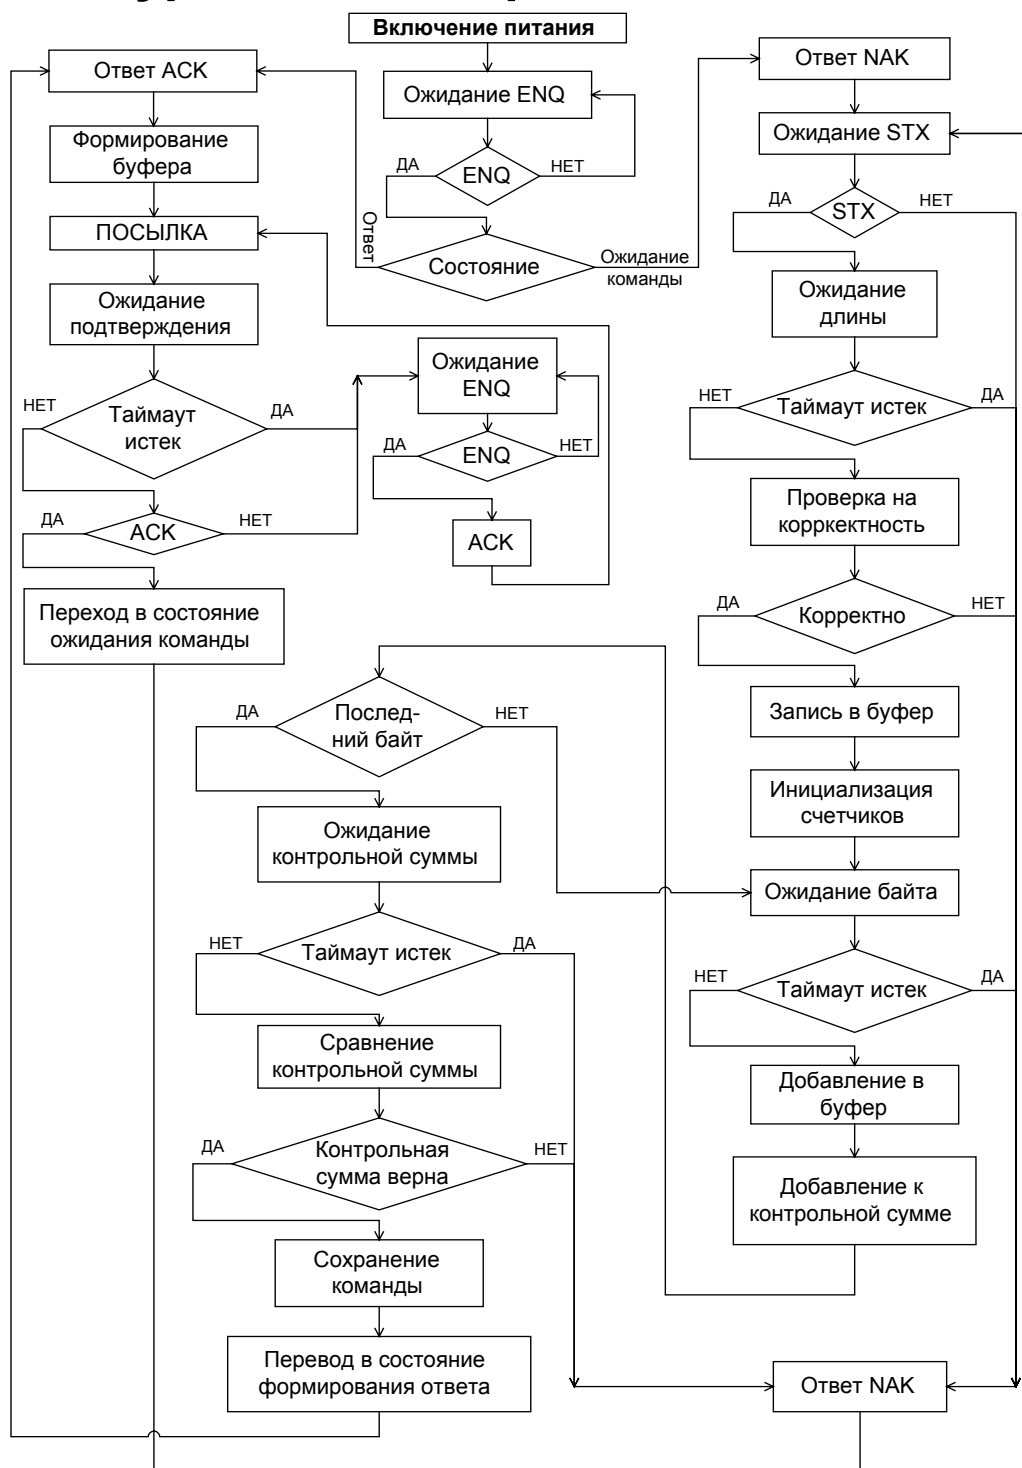 Включение питания
Ответ ACK
Ожидание ENQ
Ответ NAK
Формирование
буфера
ДА
ENQ
НЕТ
Ожидание STX
ДА
STX
НЕТ
ПОСЫЛКА
Ответ
Состояние
Ожидание
команды
Ожидание
подтверждения
Ожидание
длины
Ожидание
ENQ
НЕТ
Таймаут
истек
ДА
ДА
ENQ
НЕТ
НЕТ
Таймаут истек
ДА
ДА
ACK
НЕТ
ACK
Проверка на
корркектность
Переход в состояние
ожидания команды
ДА
Корректно
НЕТ
ДА
Послед-
ний байт
НЕТ
Запись в буфер
Инициализация
счетчиков
Ожидание
контрольной суммы
Ожидание байта
НЕТ
Таймаут истек
ДА
НЕТ
Таймаут истек
ДА
Сравнение
контрольной суммы
Добавление в
буфер
ДА
Контрольная
сумма верна
НЕТ
Добавление к
контрольной сумме
Сохранение
команды
Перевод в состояние
формирования ответа
Ответ NAK